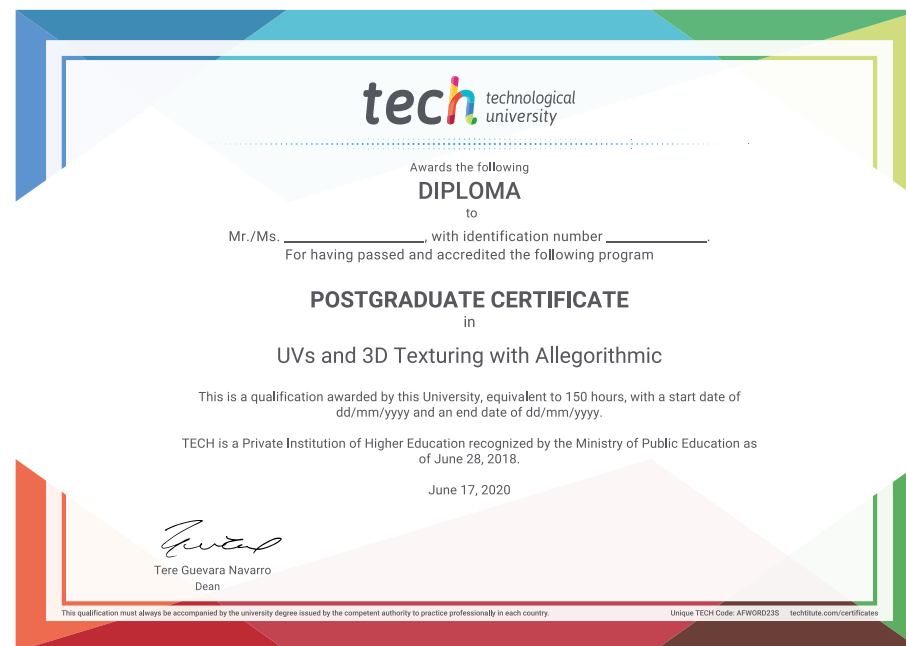 tech technological
university
Awards the following
DIPLOMA
to
Mr./Ms. ____________, with identification number ____________.
For having passed and accredited the following program
POSTGRADUATE CERTIFICATE
in
UVs and 3D Texturing with Allegorithmic
This is a qualification awarded by this University, equivalent to 150 hours, with a start date of
dd/mm/yyyy and an end date of dd/mm/yyyy.
TECH is a Private Institution of Higher Education recognized by the Ministry of Public Education as
of June 28, 2018.
June 17, 2020
Tere Guevara Navarro
Dean
This qualification must always be accompanied by the university degree issued by the competent authority to practice professionally in each country.
Unique TECH Code: AFWORD23S techtitute.com/certificates